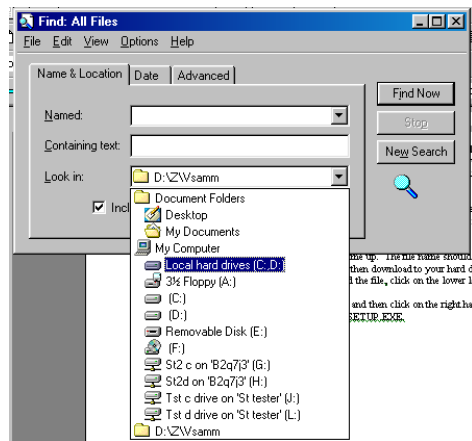 Find: All Files
File Edit View Options Help
Name & Location Date Advanced
Find Now
Named:
Stop
Containing text:
New Search
Look in: D:\Z\Vsamm
Incl
Document Folders
Desktop
My Documents
My Computer
Local hard drives (C:,D:)
3½ Floppy (A:)
(C:)
(D:)
Removable Disk (E:)
(F:)
St2 c on 'B2q7j3' (G:)
St2d on 'B2q7j3' (H:)
Tst c drive on 'St tester' (J:)
Tst d drive on 'St tester' (L:)
D:\Z\Vsamm
me up. The file name should
then download to your hard d
d the file, click on the lower l
and then click on the right ha
SETUP.EXE.